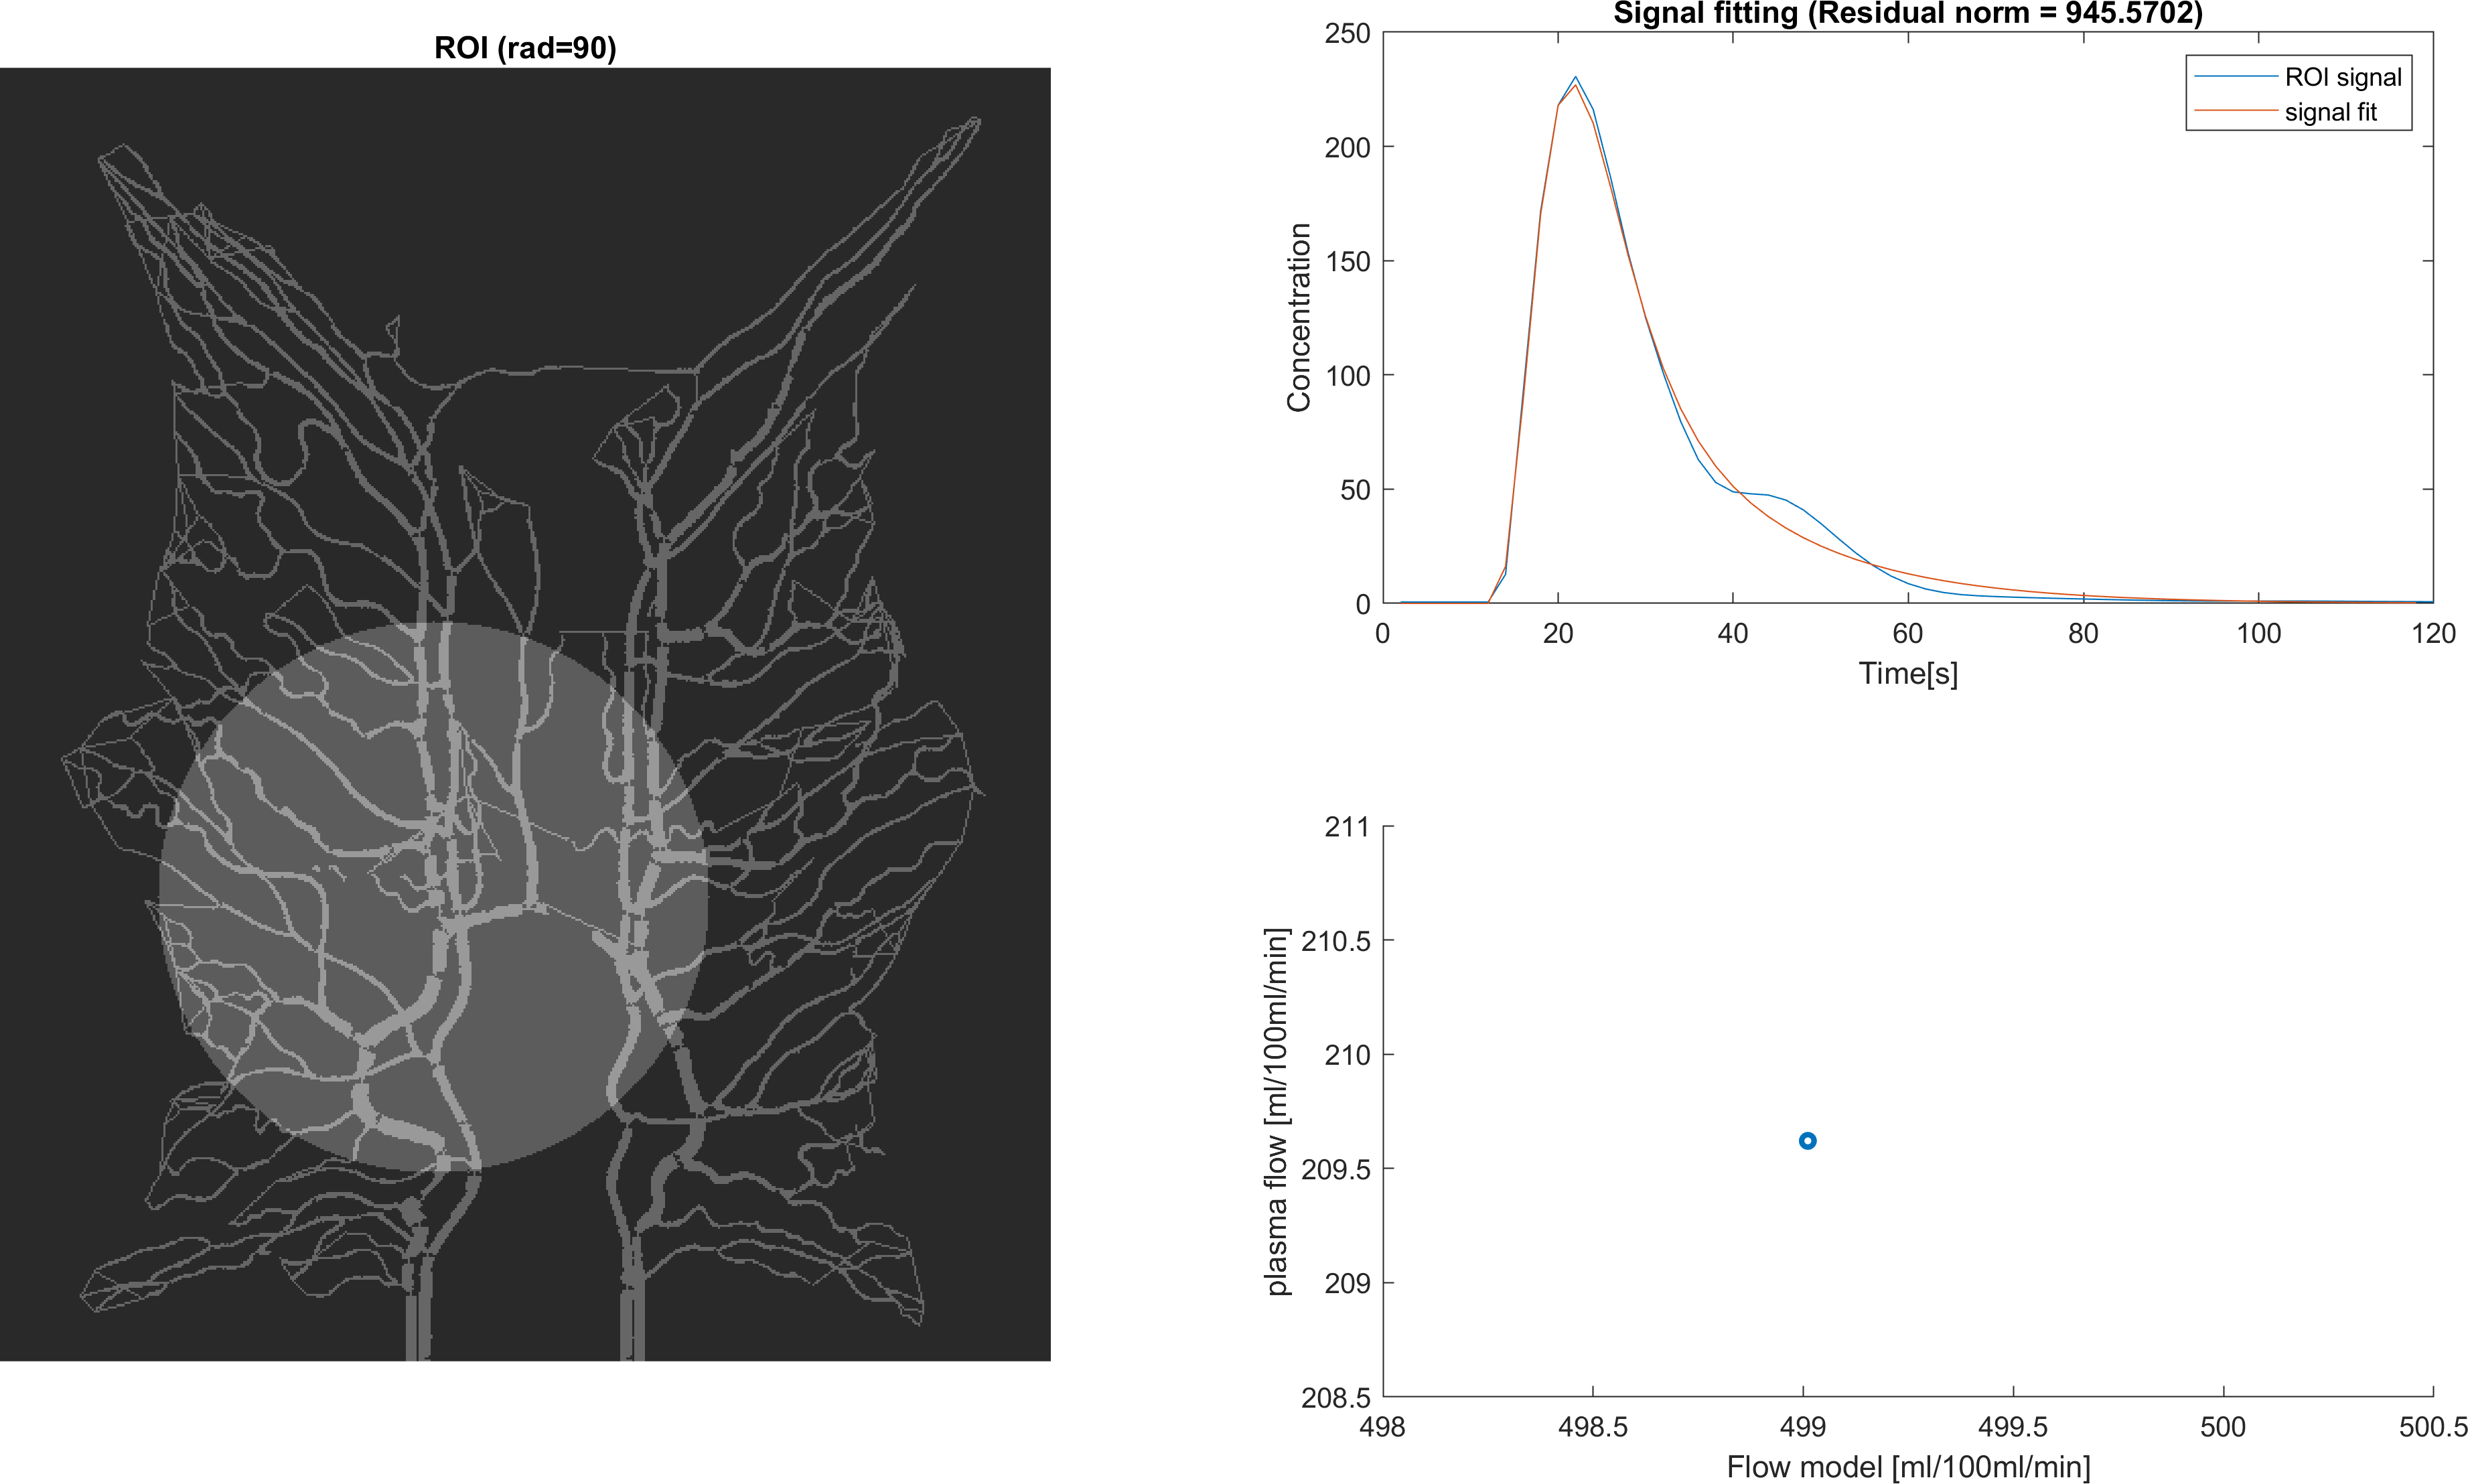 ROI (rad=90)
Signal fitting (Residual norm = 945.5702)
250
200
150
100
50
0
Concentration
ROI signal
signal fit
0 20 40 60 80 100 120
Time[s]
211
210.5
210
209.5
209
208.5
plasma flow [ml/100ml/min]
498 498.5 499 499.5 500 500.5
Flow model [ml/100ml/min]